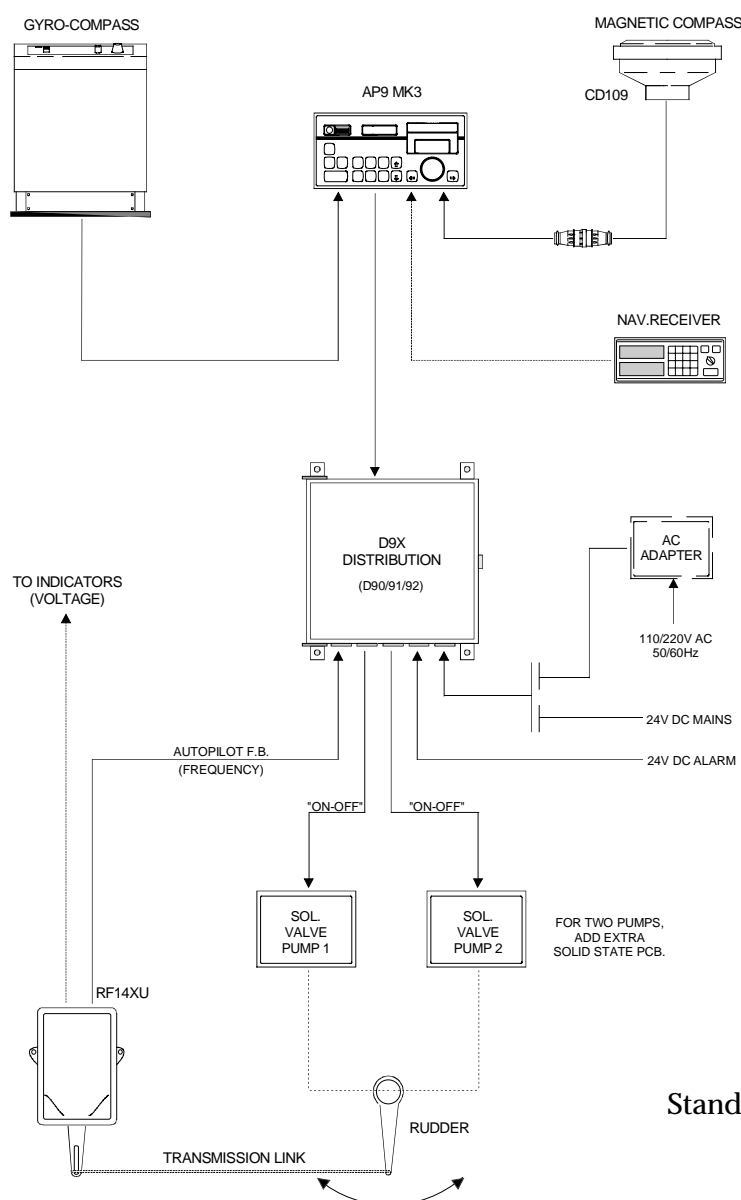 GYRO-COMPASS
MAGNETIC COMPASS
AP9 MK3
CD109
NAV.RECEIVER
D9X
DISTRIBUTION
(D90/91/92)
AC
ADAPTER
TO INDICATORS
(VOLTAGE)
110/220V AC
50/60Hz
24V DC MAINS
AUTOPILOT F.B.
(FREQUENCY)
24V DC ALARM
"ON-OFF"
"ON-OFF"
SOL.
VALVE
PUMP 1
SOL.
VALVE
PUMP 2
FOR TWO PUMPS,
ADD EXTRA
SOLID STATE PCB.
RF14XU
Stand
RUDDER
TRANSMISSION LINK